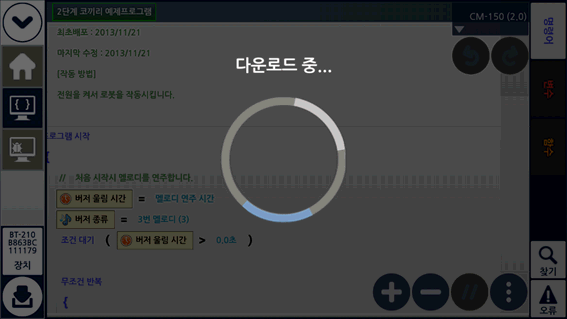 2단계 코끼리 예제프로그램
CM-150 (2.0)
최초배포 : 2013/11/21
마지막 수정 : 2013/11/21
[작동 방법]
다운로드 중...
전원을 켜서 로봇을 작동시킵니다.
로그램 시작
{
// 처음 시작시 멜로디를 연주합니다.
버저 울림 시간 = 멜로디 연주 시간
버저 종류 = 3번 멜로디 (3)
조건 대기 ( 버저 울림 시간 > 0.0초 )
무조건 반복
{
BT-210
B863BC
111179
장치
명령어
변수
함수
찾기
오류